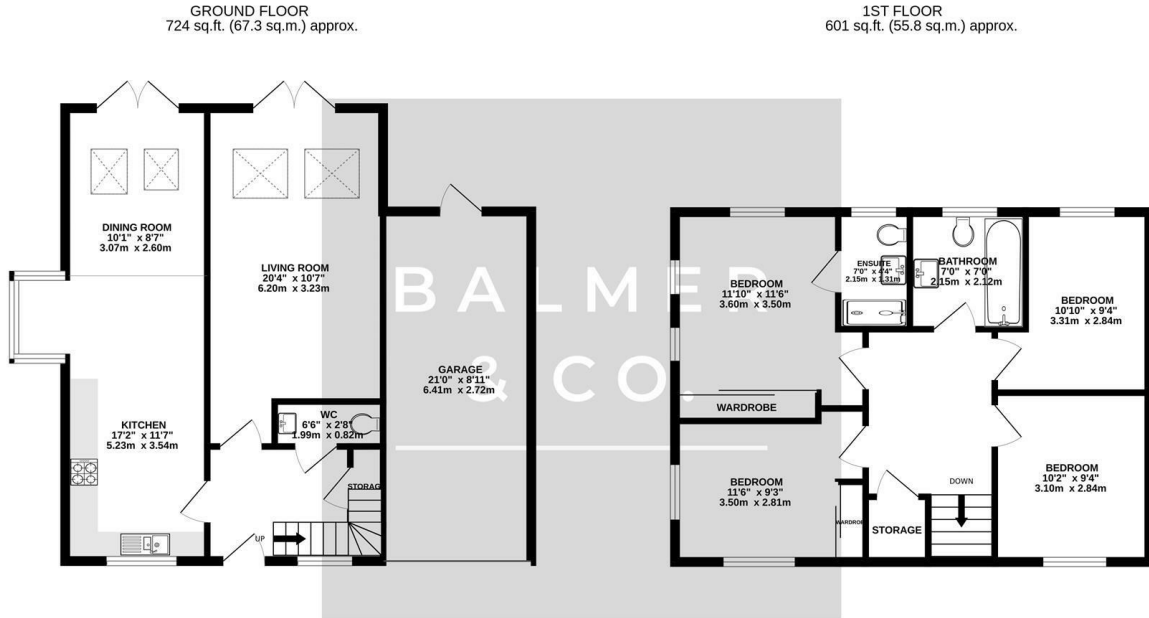 GROUND FLOOR
724 sq.ft. (67.3 sq.m.) approx.
1ST FLOOR
601 sq.ft. (55.8 sq.m.) approx.
DINING ROOM
10'1" x 8'7"
3.07m x 2.60m
LIVING ROOM
20'4" x 10'7"
6.20m x 3.23m
KITCHEN
17'2" x 11'7"
5.23m x 3.54m
WC
6'6" x 2'8"
1.99m x 0.82m
STORAGE
UP
GARAGE
21'0" x 8'11"
6.41m x 2.72m
BALMER
& CO.
BEDROOM
11'10" x 11'6"
3.60m x 3.50m
ENSUITE
7'0" x 4'4"
2.15m x 1.31m
BATHROOM
7'0" x 7'0"
2.15m x 2.12m
BEDROOM
10'10" x 9'4"
3.31m x 2.84m
WARDROBE
BEDROOM
11'6" x 9'3"
3.50m x 2.81m
WARDROBE
STORAGE
DOWN
BEDROOM
10'2" x 9'4"
3.10m x 2.84m